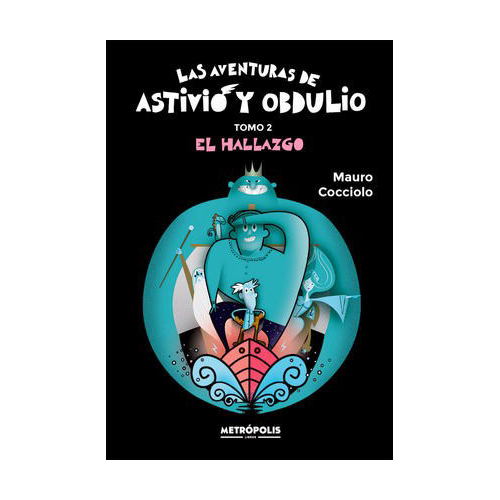 LAS AVENTURAS DE
ASTIVIO Y OBDULIO
TOMO 2
EL HALLAZGO
Mauro
Cocciolo
METRÓPOLIS
LIBROS